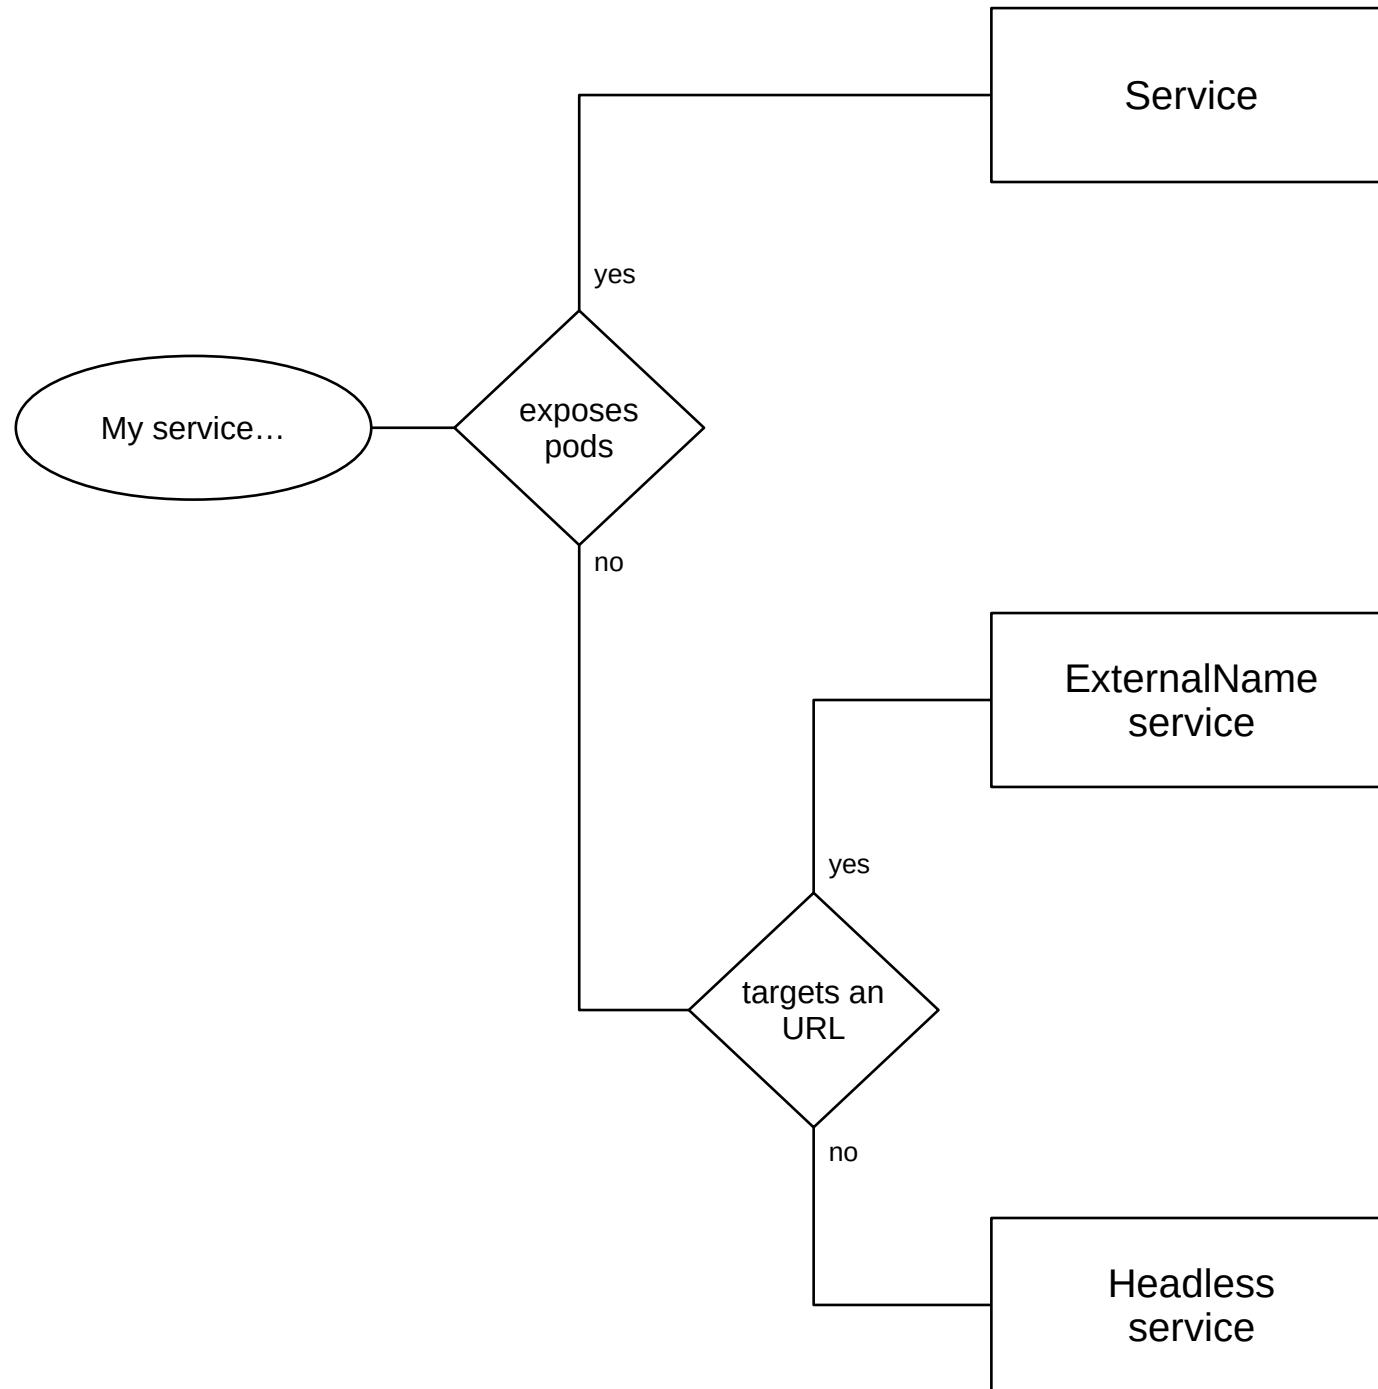 Service
yes
My service…
exposes
pods
no
ExternalName
service
yes
targets an
URL
no
Headless
service